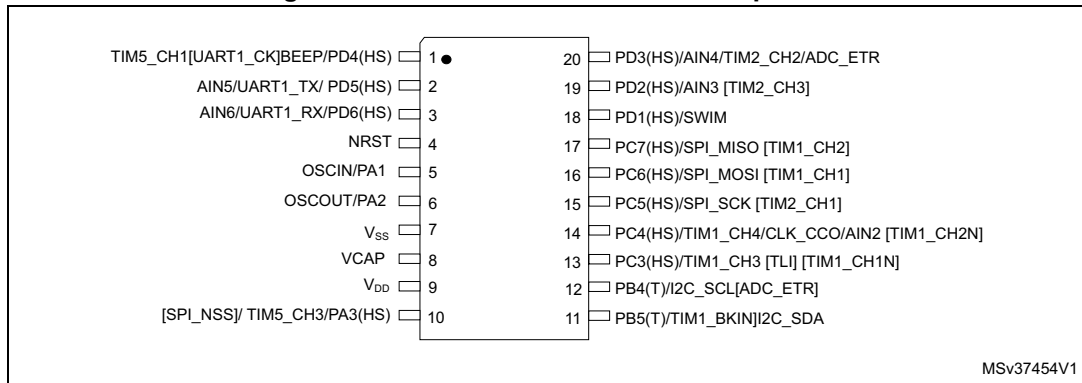 TIM5_CH1[UART1_CK]BEEP/PD4(HS) 1 20 PD3(HS)/AIN4/TIM2_CH2/ADC_ETR
AIN5/UART1_TX/ PD5(HS) 2 19 PD2(HS)/AIN3 [TIM2_CH3]
AIN6/UART1_RX/PD6(HS) 3 18 PD1(HS)/SWIM
NRST 4 17 PC7(HS)/SPI_MISO [TIM1_CH2]
OSCIN/PA1 5 16 PC6(HS)/SPI_MOSI [TIM1_CH1]
OSCOUT/PA2 6 15 PC5(HS)/SPI_SCK [TIM2_CH1]
VSS 7 14 PC4(HS)/TIM1_CH4/CLK_CCO/AIN2 [TIM1_CH2N]
VCAP 8 13 PC3(HS)/TIM1_CH3 [TLI] [TIM1_CH1N]
VDD 9 12 PB4(T)/I2C_SCL[ADC_ETR]
[SPI_NSS]/ TIM5_CH3/PA3(HS) 10 11 PB5(T)/TIM1_BKIN]I2C_SDA
MSv37454V1